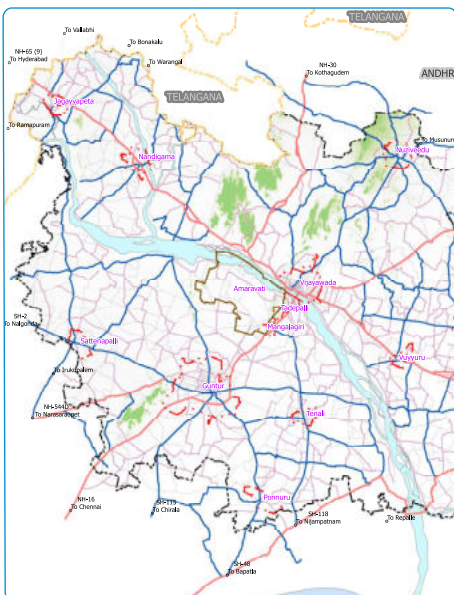 TELANGANA
To Vallabhi
To Bonakalu
NH-65 (9)
To Hyderabad
To Warangal
NH-30
To Kothagudem
ANDHR
TELANGANA
Jaggyyapeta
To Ramapuram
To Musunuru
Nuziveedu
Nandigama
Vijayawada
Amaravati
Tadepalli
SH-2
To Nalgonda
Mangalagiri
Sattenapalli
Vuyyuru
To Irukupalem
Guntur
NH-544D
To Narasaraopet
Tenali
Ponnuru
NH-16
To Chennai
SH-115
To Chirala
SH-118
To Nijampatnam
To Repalle
SH-48
To Bapatla